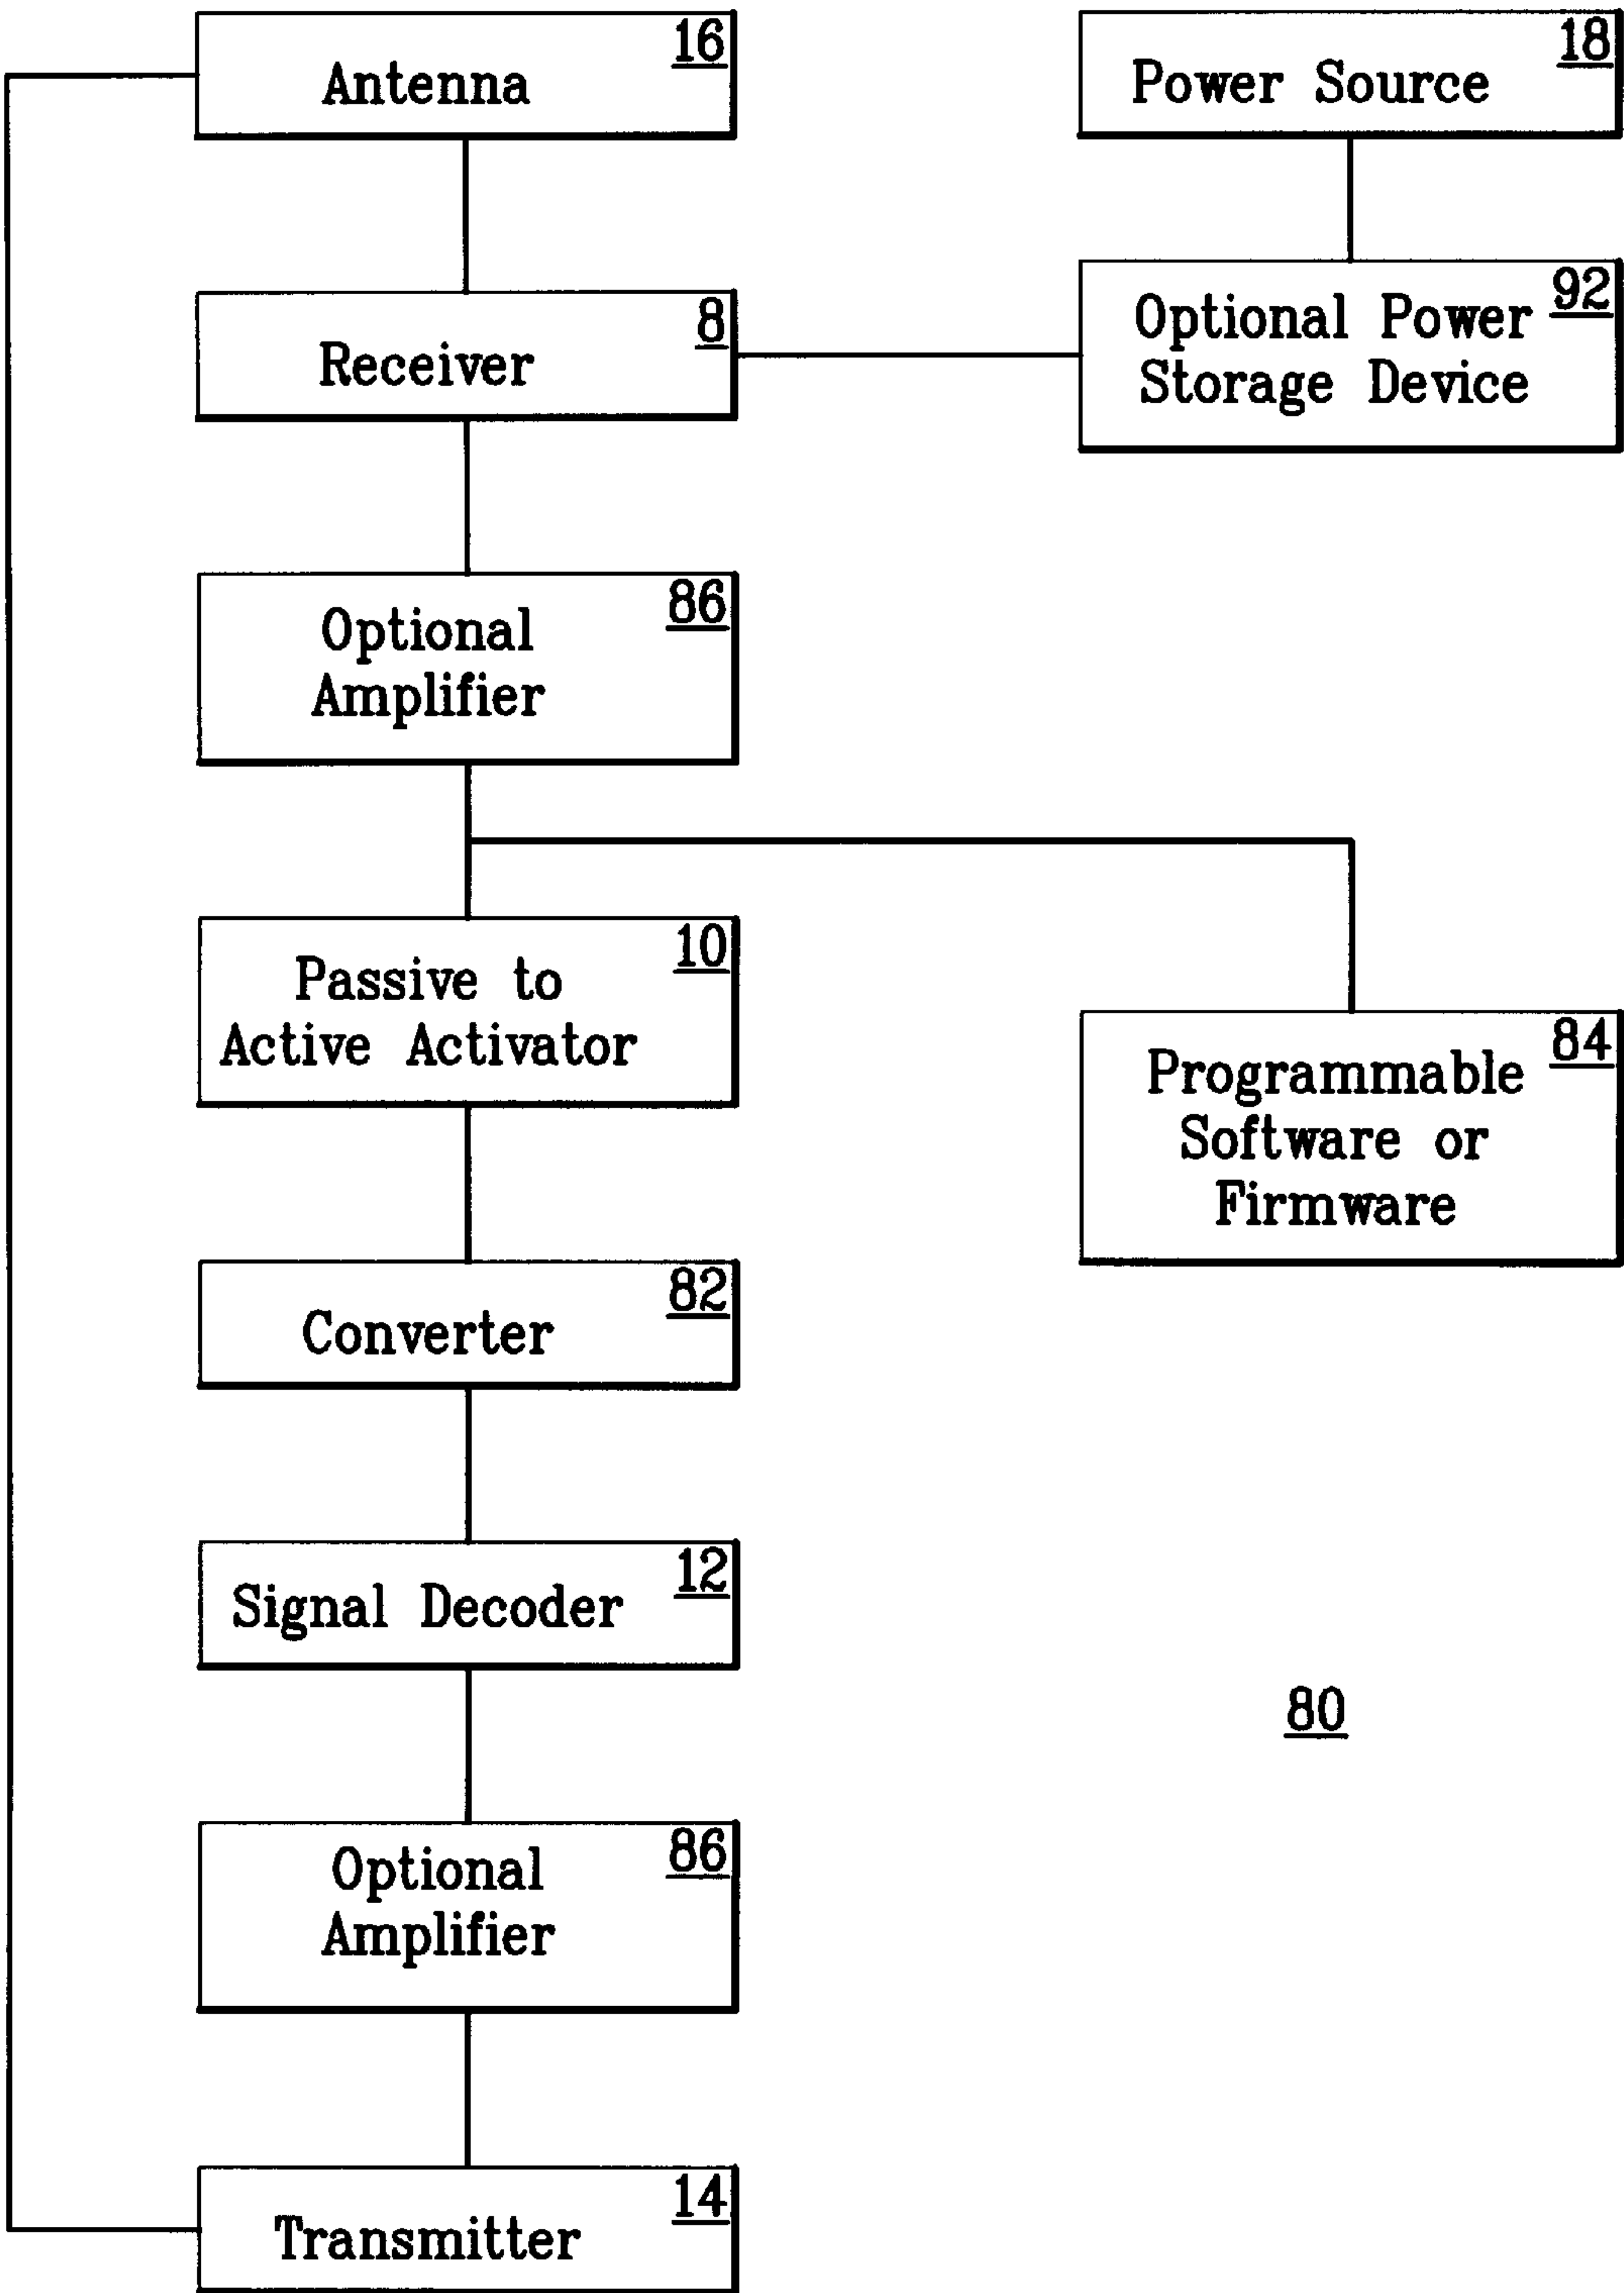 16
Antenna
18
Power Source
8
Receiver
92
Optional Power
Storage Device
86
Optional
Amplifier
10
Passive to
Active Activator
84
Programmable
Software or
Firmware
82
Converter
12
Signal Decoder
80
86
Optional
Amplifier
14
Transmitter